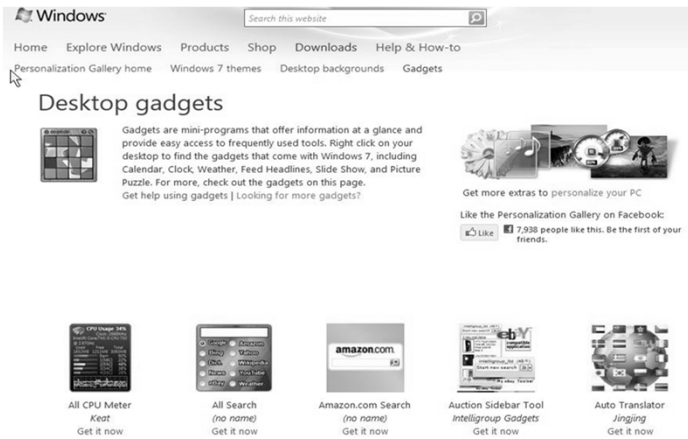 Windows
Search this website
Home Explore Windows Products Shop Downloads Help & How-to
Personalization Gallery home Windows 7 themes Desktop backgrounds Gadgets
Desktop gadgets
Gadgets are mini-programs that offer information at a glance and
provide easy access to frequently used tools. Right click on your
desktop to find the gadgets that come with Windows 7, including
Calendar, Clock, Weather, Feed Headlines, Slide Show, and Picture
Puzzle. For more, check out the gadgets on this page.
Get help using gadgets | Looking for more gadgets?
Get more extras to personalize your PC
Like the Personalization Gallery on Facebook:
Like
7,938 people like this. Be the first of your
friends.
CPU Usage 34%
Google Amazon
Bing Yahoo
Dict. Wikipedia
News YouTube
eBay Weather
amazon.com
ebY
compatible
application
Start new search
All CPU Meter
Keat
Get it now
All Search
(no name)
Get it now
Amazon.com Search
(no name)
Get it now
Auction Sidebar Tool
Intelligroup Gadgets
Get it now
Auto Translator
Jingjing
Get it now